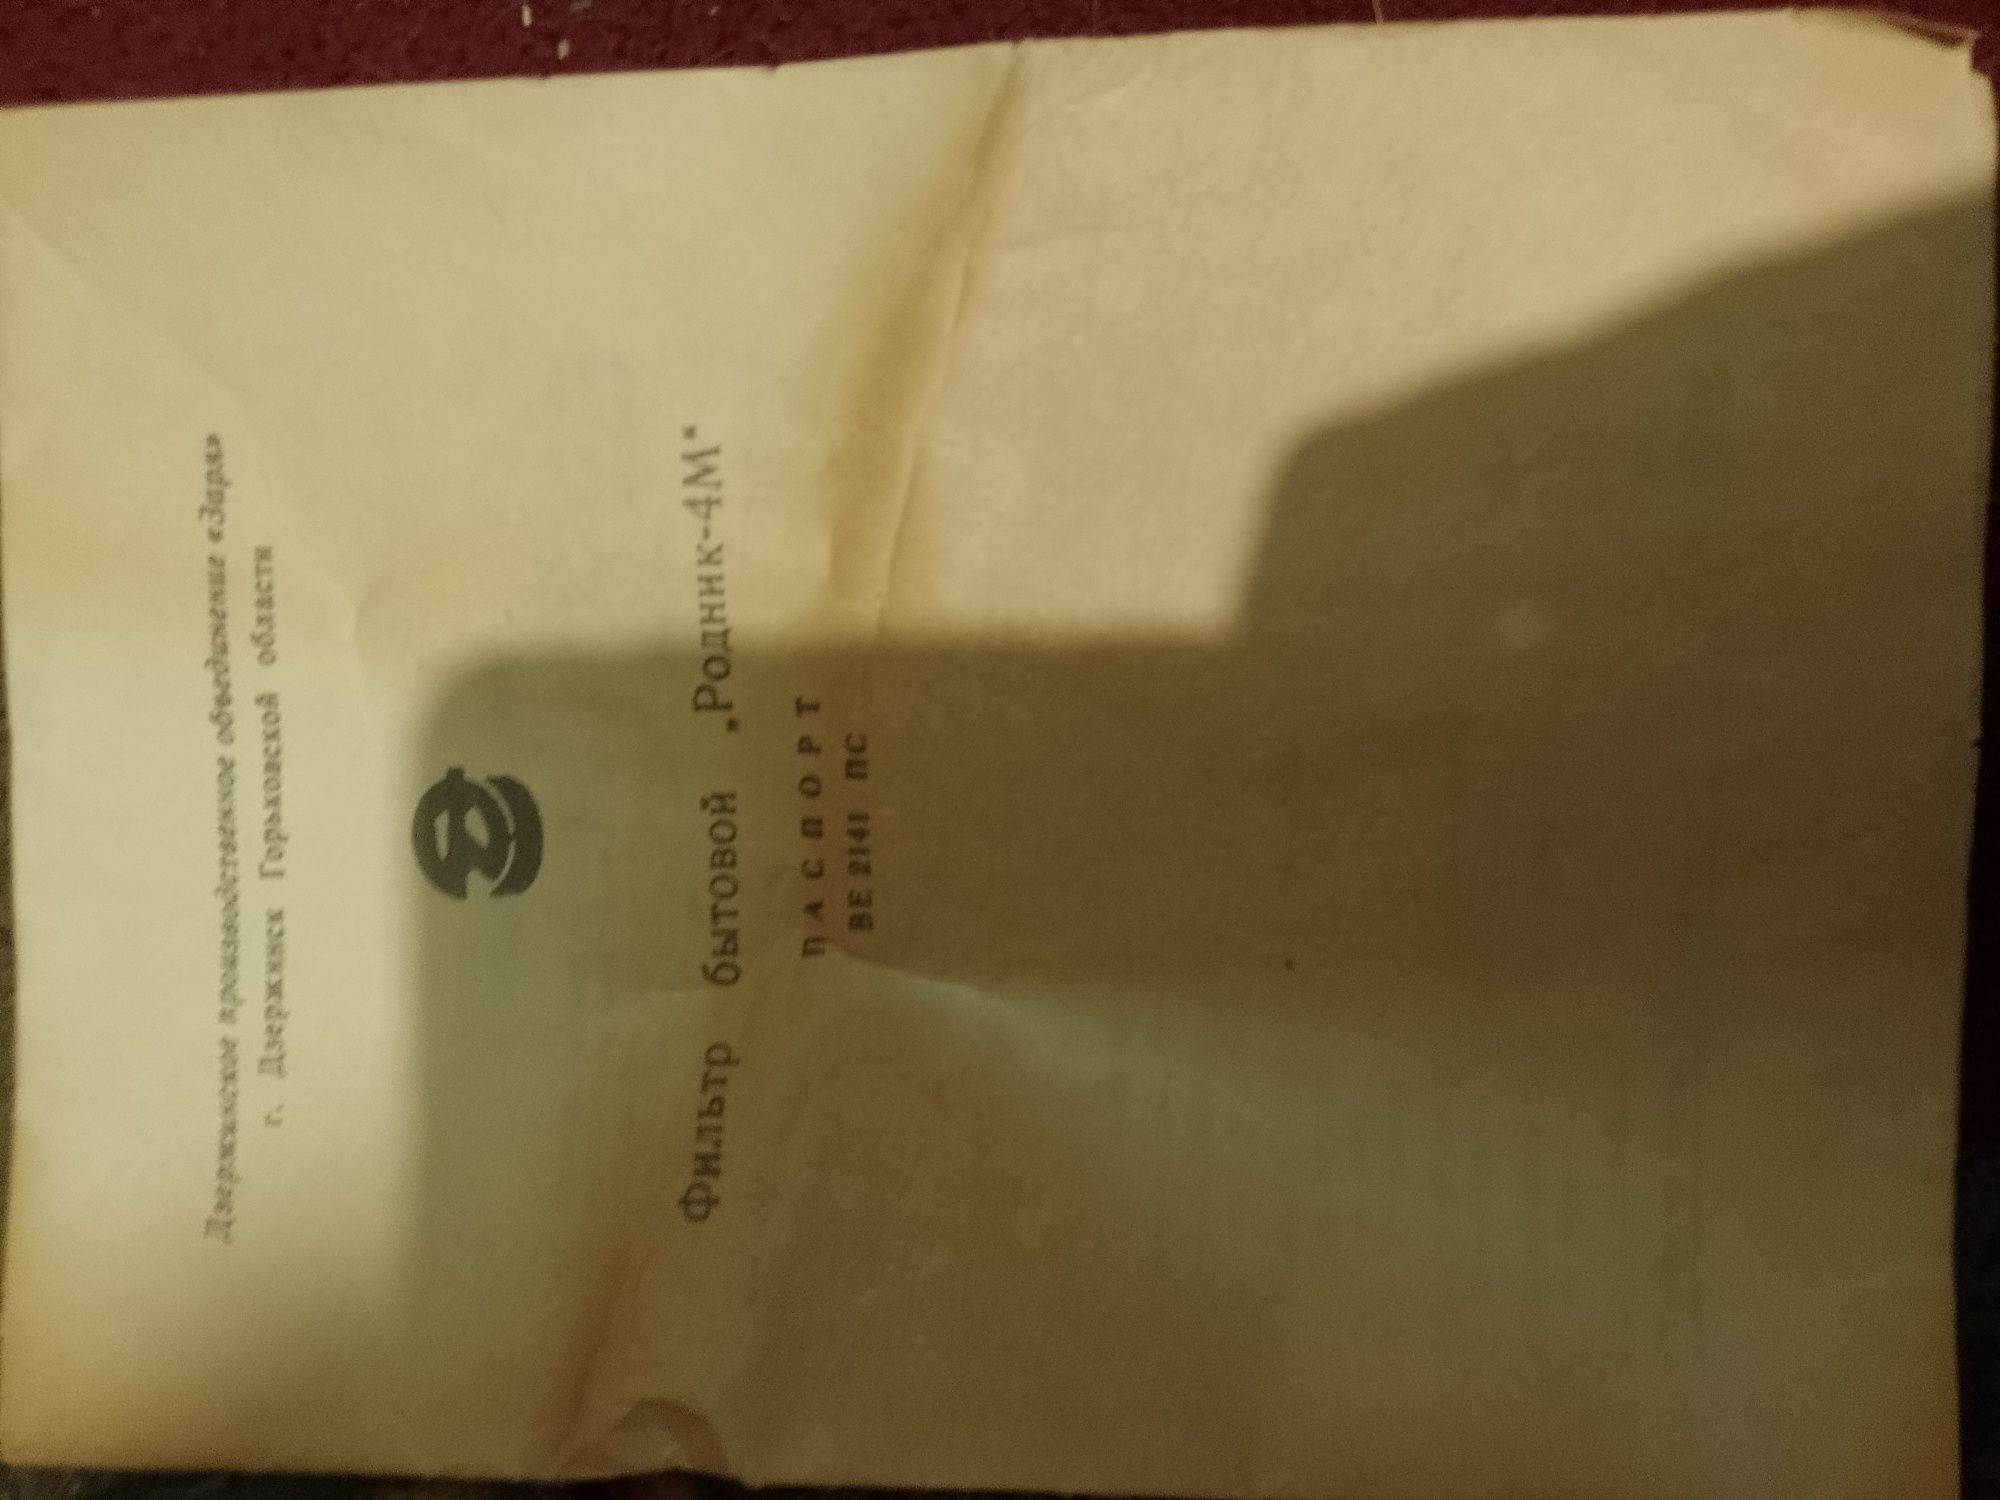 Дзержинское производственное объединение «Заря»
г. Дзержинск Горьковской области
Фильтр бытовой „Родник-4М“
ПАСПОРТ
ВЕ 2141 ПС